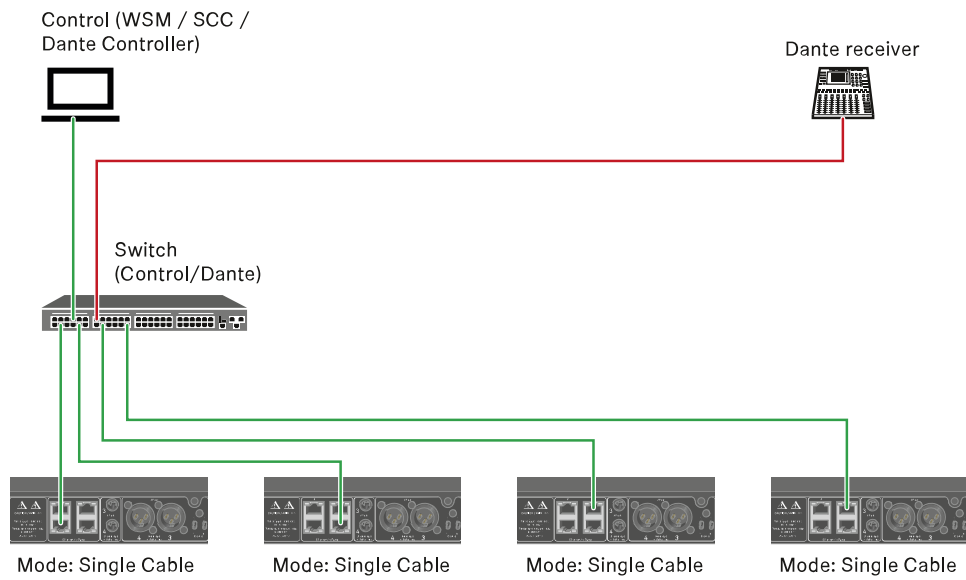 Control (WSM / SCC /
Dante Controller)
Dante receiver
Switch
(Control/Dante)
Mode: Single Cable
Mode: Single Cable
Mode: Single Cable
Mode: Single Cable